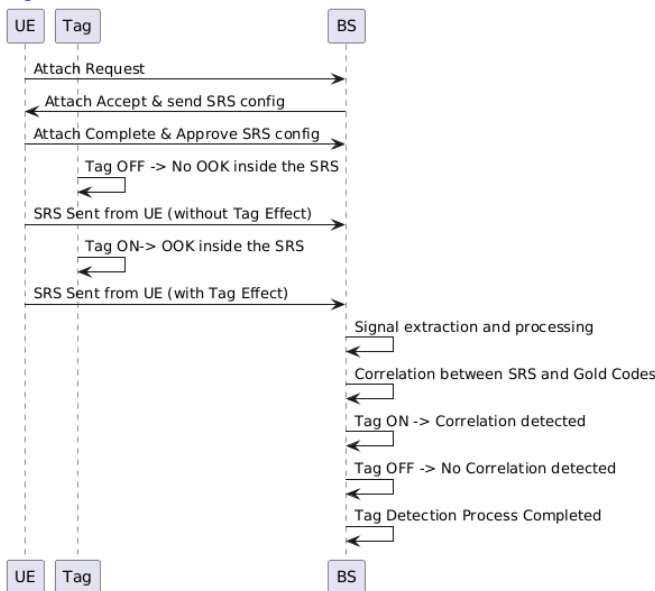 UE Tag BS
Attach Request
Attach Accept & send SRS config
Attach Complete & Approve SRS config
Tag OFF -> No OOK inside the SRS
SRS Sent from UE (without Tag Effect)
Tag ON-> OOK inside the SRS
SRS Sent from UE (with Tag Effect)
Signal extraction and processing
Correlation between SRS and Gold Codes
Tag ON -> Correlation detected
Tag OFF -> No Correlation detected
Tag Detection Process Completed
UE Tag BS